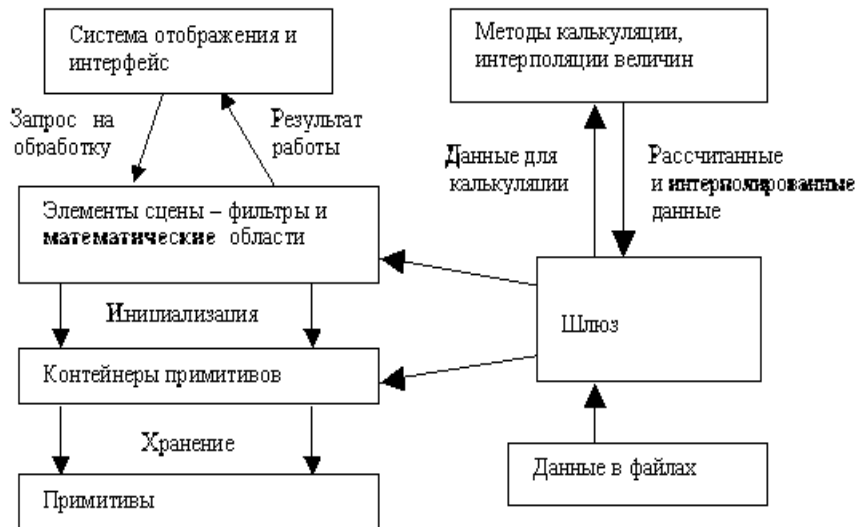 Система отображения и
интерфейс
Методы калькуляции,
интерполяции величин
Запрос на
обработку
Результат
работы
Данные для
калькуляции
Рассчитанные
и интерполированные
данные
Элементы сцены – фильтры и
математические области
Инициализация
Шлюз
Контейнеры примитивов
Хранение
Данные в файлах
Примитивы